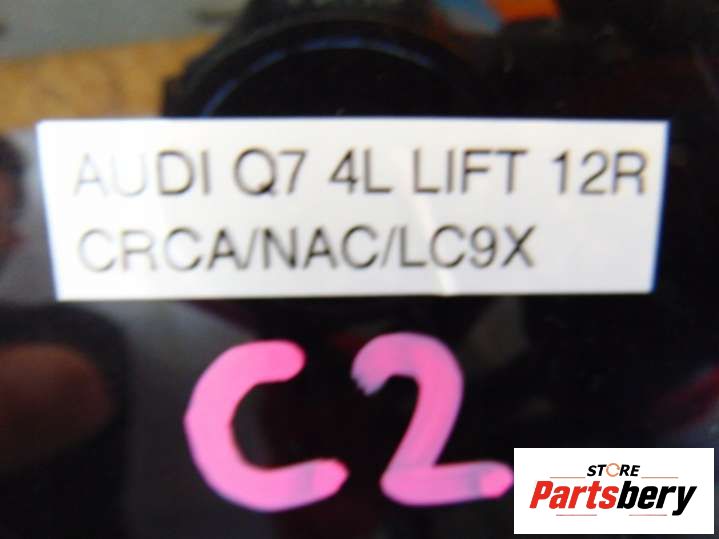 AUDI Q7 4L LIFT 12R
CRCA/NAC/LC9X
C2
STORE
Partsbery